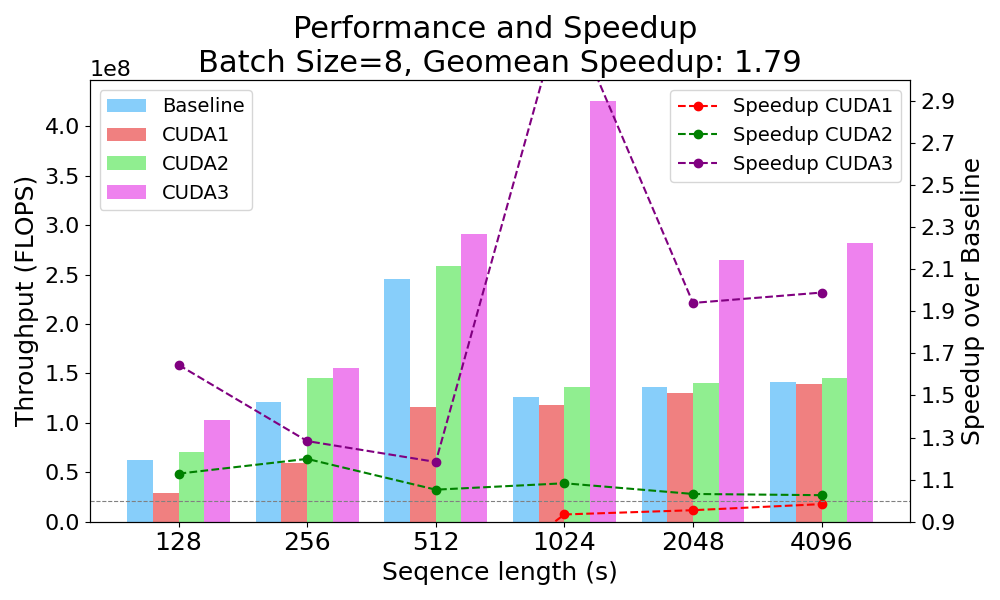 Performance and Speedup
Batch Size=8, Geomean Speedup: 1.79
1e8
Baseline
CUDA1
CUDA2
CUDA3
Speedup CUDA1
Speedup CUDA2
Speedup CUDA3
Throughput (FLOPS)
4.0
3.5
3.0
2.5
2.0
1.5
1.0
0.5
0.0
2.9
2.7
2.5
2.3
2.1
1.9
1.7
1.5
1.3
1.1
0.9
Speedup over Baseline
128 256 512 1024 2048 4096
Seqence length (s)